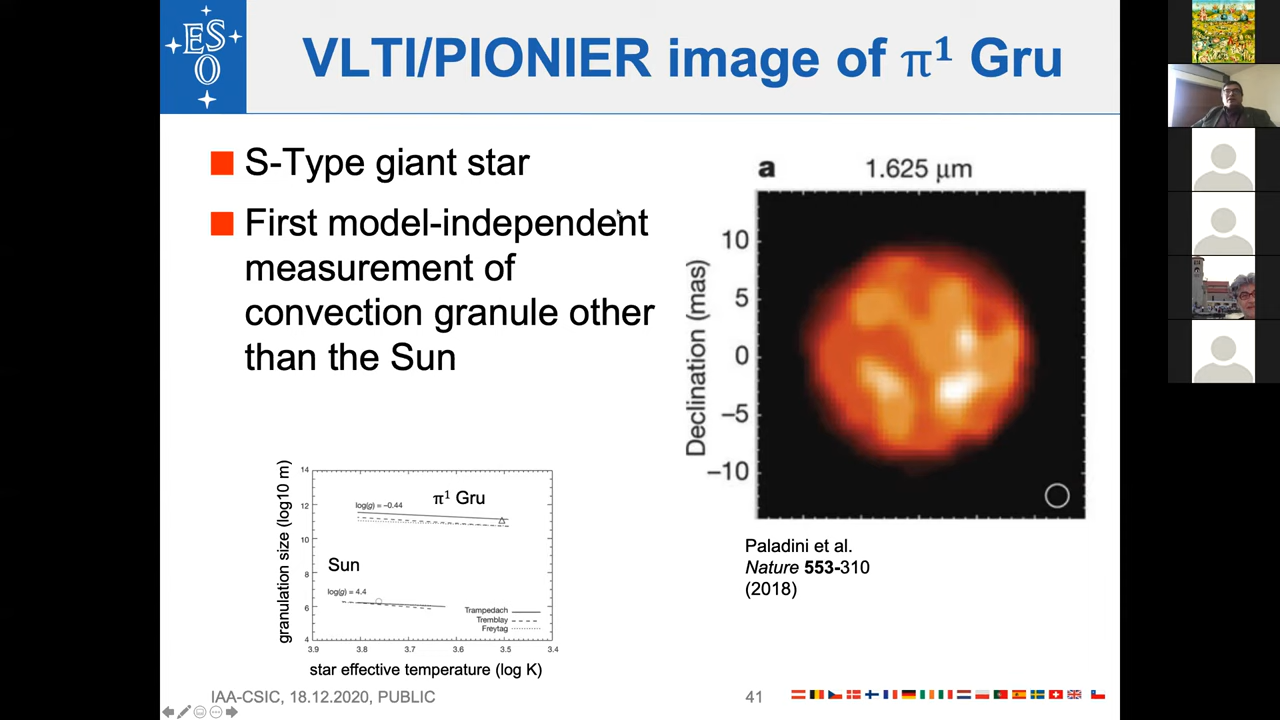 ES
O
VLTI/PIONIER image of π¹ Gru
S-Type giant star
First model-independent
measurement of
convection granule other
than the Sun
a
1.625 μm
Declination (mas)
10
5
0
−5
−10
Paladini et al.
Nature 553-310
(2018)
granulation size (log10 m)
14
12
10
8
6
4
π¹ Gru
log(g) = −0.44
Sun
log(g) = 4.4
Trampedach
Tremblay
Freytag
3.9 3.8 3.7 3.6 3.5 3.4
star effective temperature (log K)
IAA-CSIC, 18.12.2020, PUBLIC
41